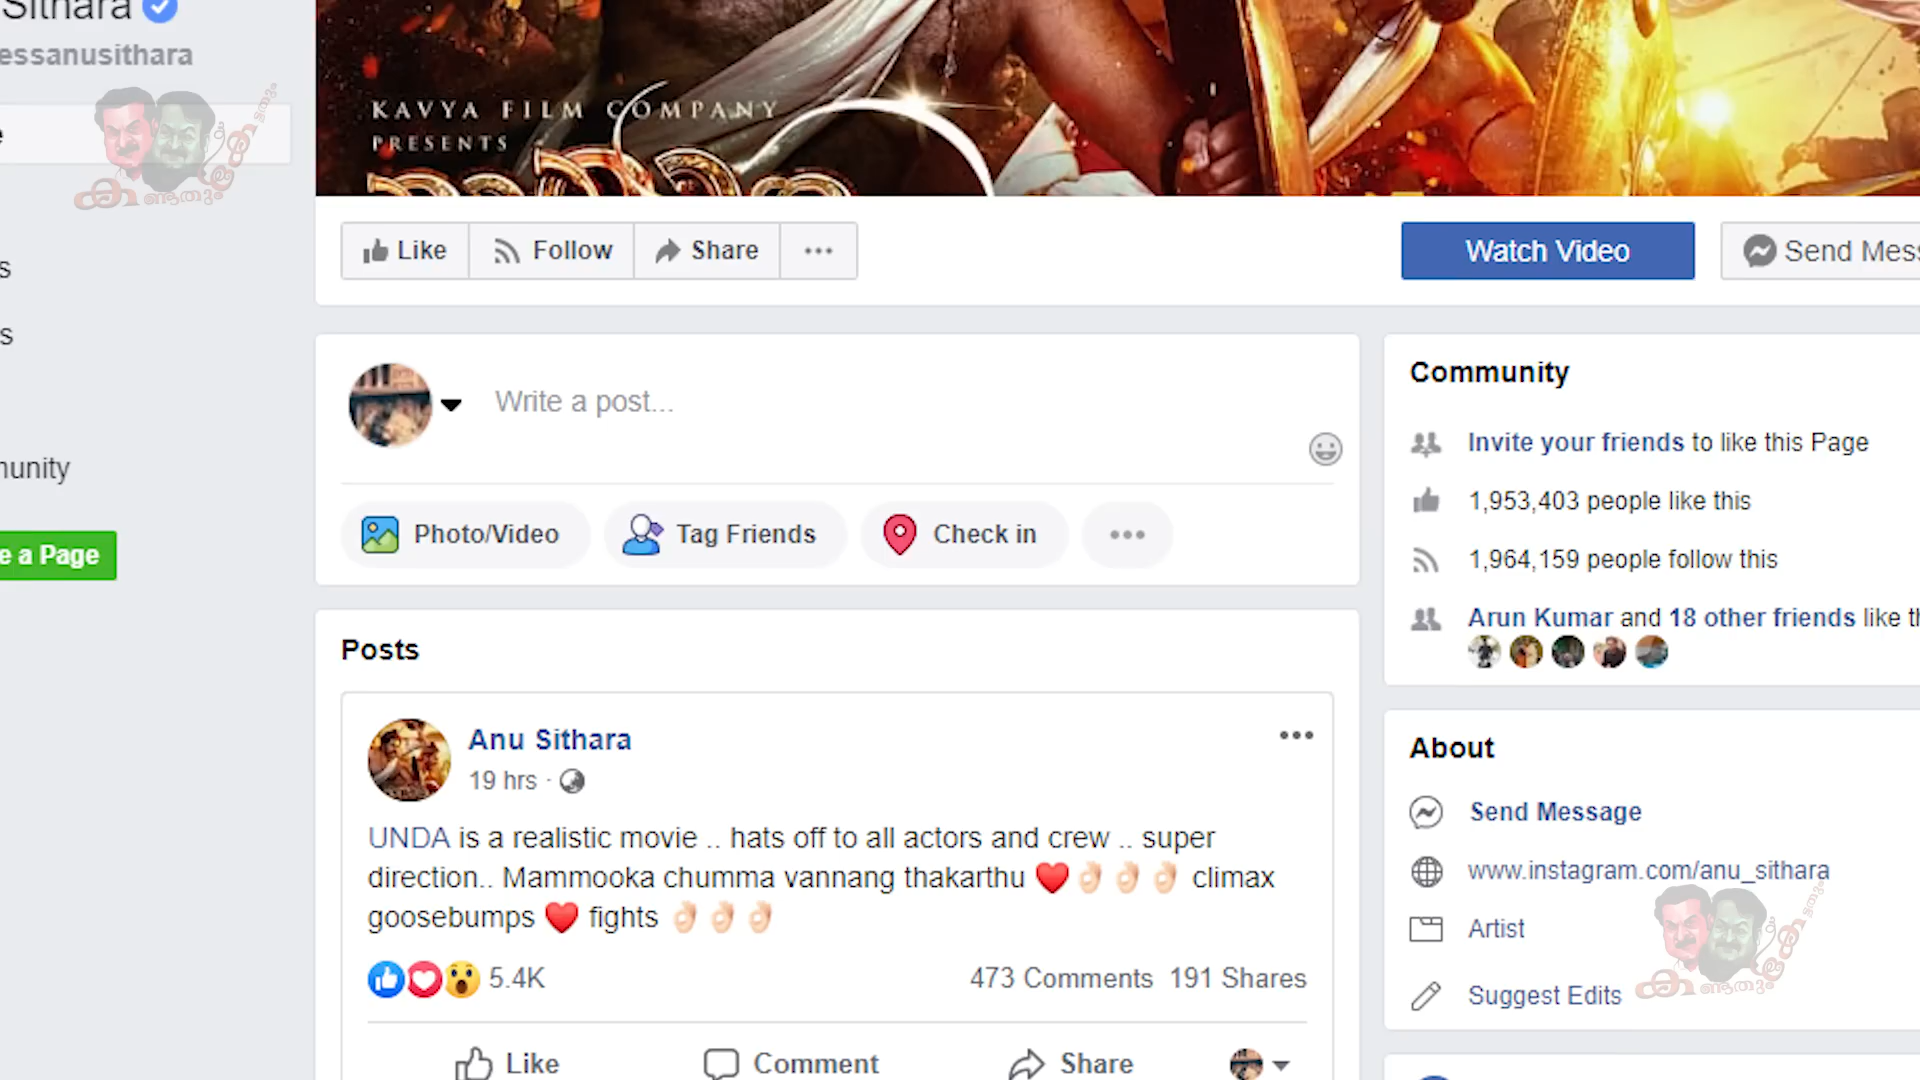 Sithara
essanusithara
KAVYA FILM COMPANY
PRESENTS
Like
Follow
Share
Watch Video
Send Mess
Write a post...
Photo/Video
Tag Friends
Check in
nunity
e a Page
Community
Invite your friends to like this Page
1,953,403 people like this
1,964,159 people follow this
Arun Kumar and 18 other friends like th
Posts
Anu Sithara
19 hrs ·
UNDA is a realistic movie .. hats off to all actors and crew .. super
direction.. Mammooka chumma vannang thakarthu ❤️👌🏻👌🏻👌🏻 climax
goosebumps ❤️ fights 👌🏻👌🏻👌🏻
5.4K
473 Comments 191 Shares
Like
Comment
Share
About
Send Message
www.instagram.com/anu_sithara
Artist
Suggest Edits